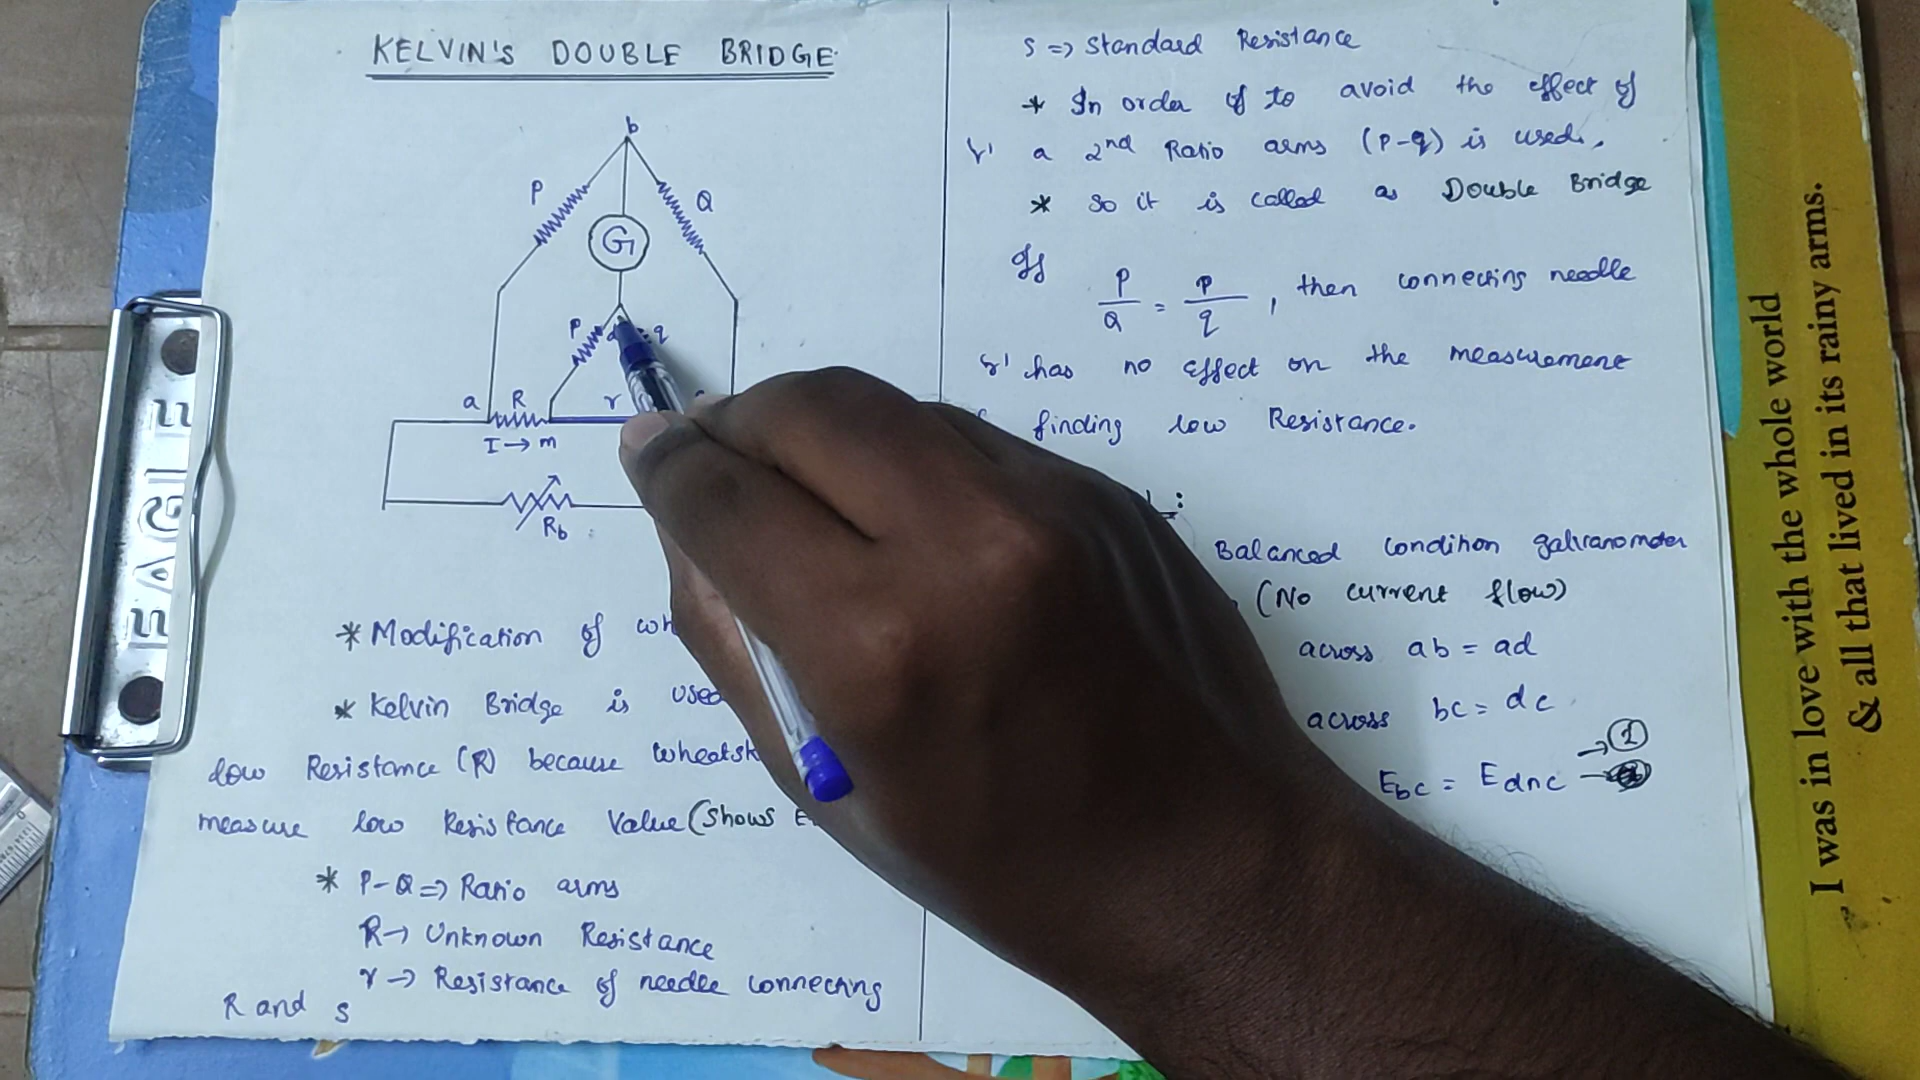 KELVIN'S DOUBLE BRIDGE
b
P
Q
G
P
d
q
a
R
r
I → m
Rb
* Modification of
* Kelvin Bridge is used
low Resistance (R) because
measure low Resistance Value (shows
* P-Q => Ratio arms
R → Unknown Resistance
r → Resistance of needle connecting
R and s
S => Standard Resistance
* In order of to avoid the effect of
'r' a 2nd Ratio arms (P-q) is used.
* So it is called as Double Bridge
If P/Q = P/q, then connecting needle
'r' has no effect on the measurement
finding low Resistance.
:
Balanced condition galvanometer
(No current flow)
across ab = ad
across bc = dc
Ebc = Ednc → 2
EAGLE
I was in love with the whole world
& all that lived in its rainy arms.